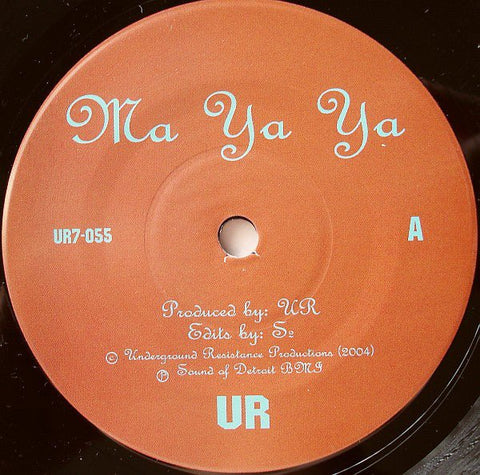 Ma Ya Ya
UR7-055
A
Produced by: UR
Edits by: S2
© Underground Resistance Productions (2004)
℗ Sound of Detroit BMI
UR